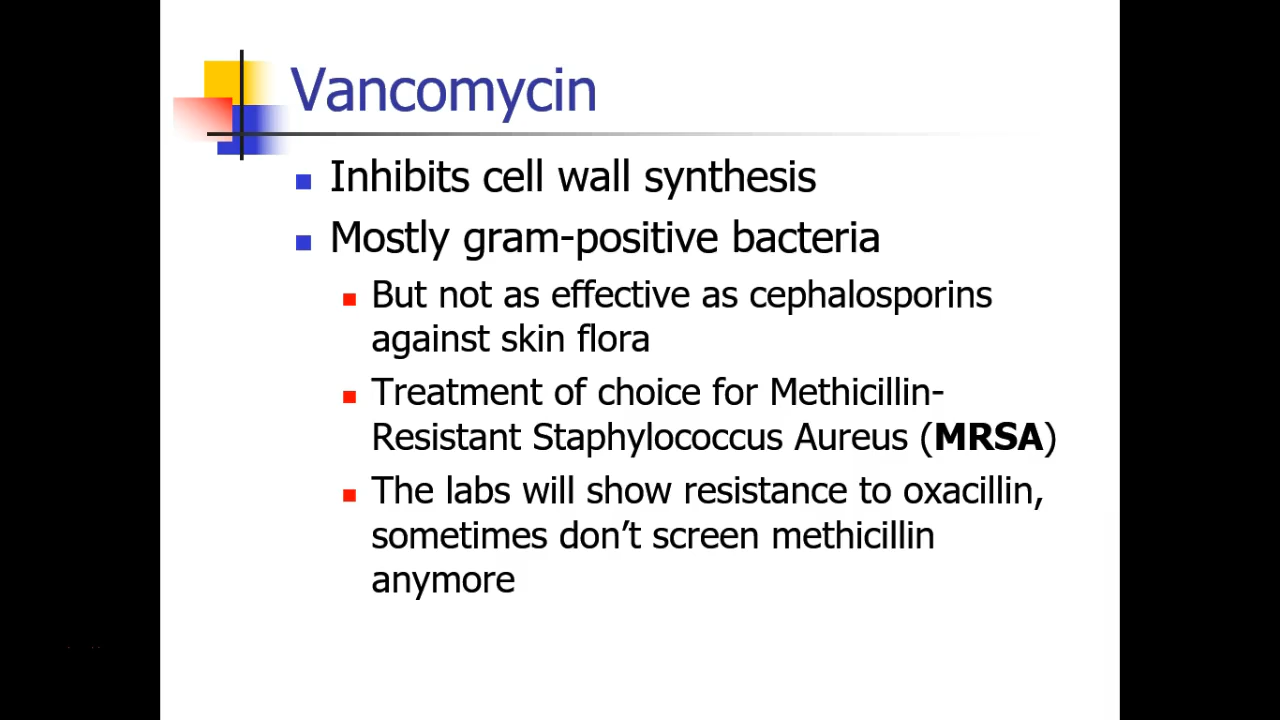 Vancomycin
Inhibits cell wall synthesis
Mostly gram-positive bacteria
But not as effective as cephalosporins
against skin flora
Treatment of choice for Methicillin-
Resistant Staphylococcus Aureus (MRSA)
The labs will show resistance to oxacillin,
sometimes don’t screen methicillin
anymore